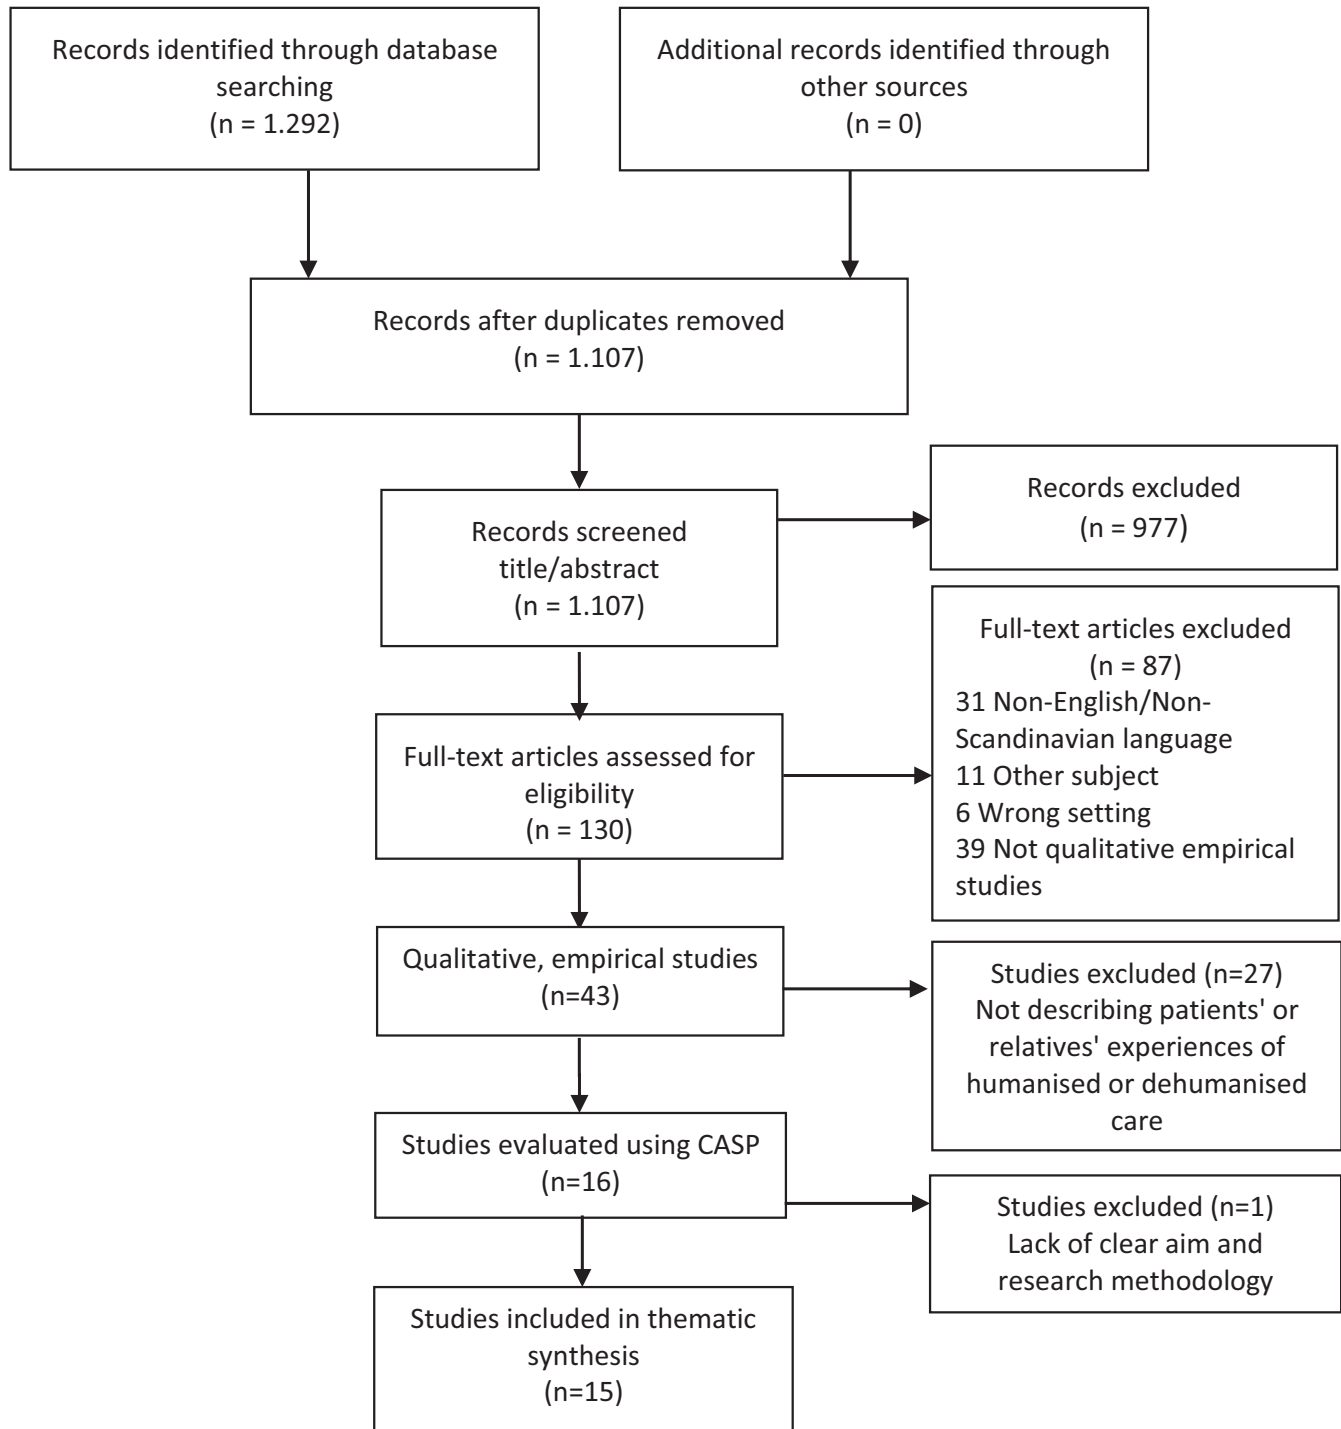 Records identified through database
searching
(n = 1.292)
Additional records identified through
other sources
(n = 0)
Records after duplicates removed
(n = 1.107)
Records screened
title/abstract
(n = 1.107)
Records excluded
(n = 977)
Full-text articles assessed for
eligibility
(n = 130)
Full-text articles excluded
(n = 87)
31 Non-English/Non-
Scandinavian language
11 Other subject
6 Wrong setting
39 Not qualitative empirical
studies
Qualitative, empirical studies
(n=43)
Studies excluded (n=27)
Not describing patients' or
relatives' experiences of
humanised or dehumanised
care
Studies evaluated using CASP
(n=16)
Studies excluded (n=1)
Lack of clear aim and
research methodology
Studies included in thematic
synthesis
(n=15)